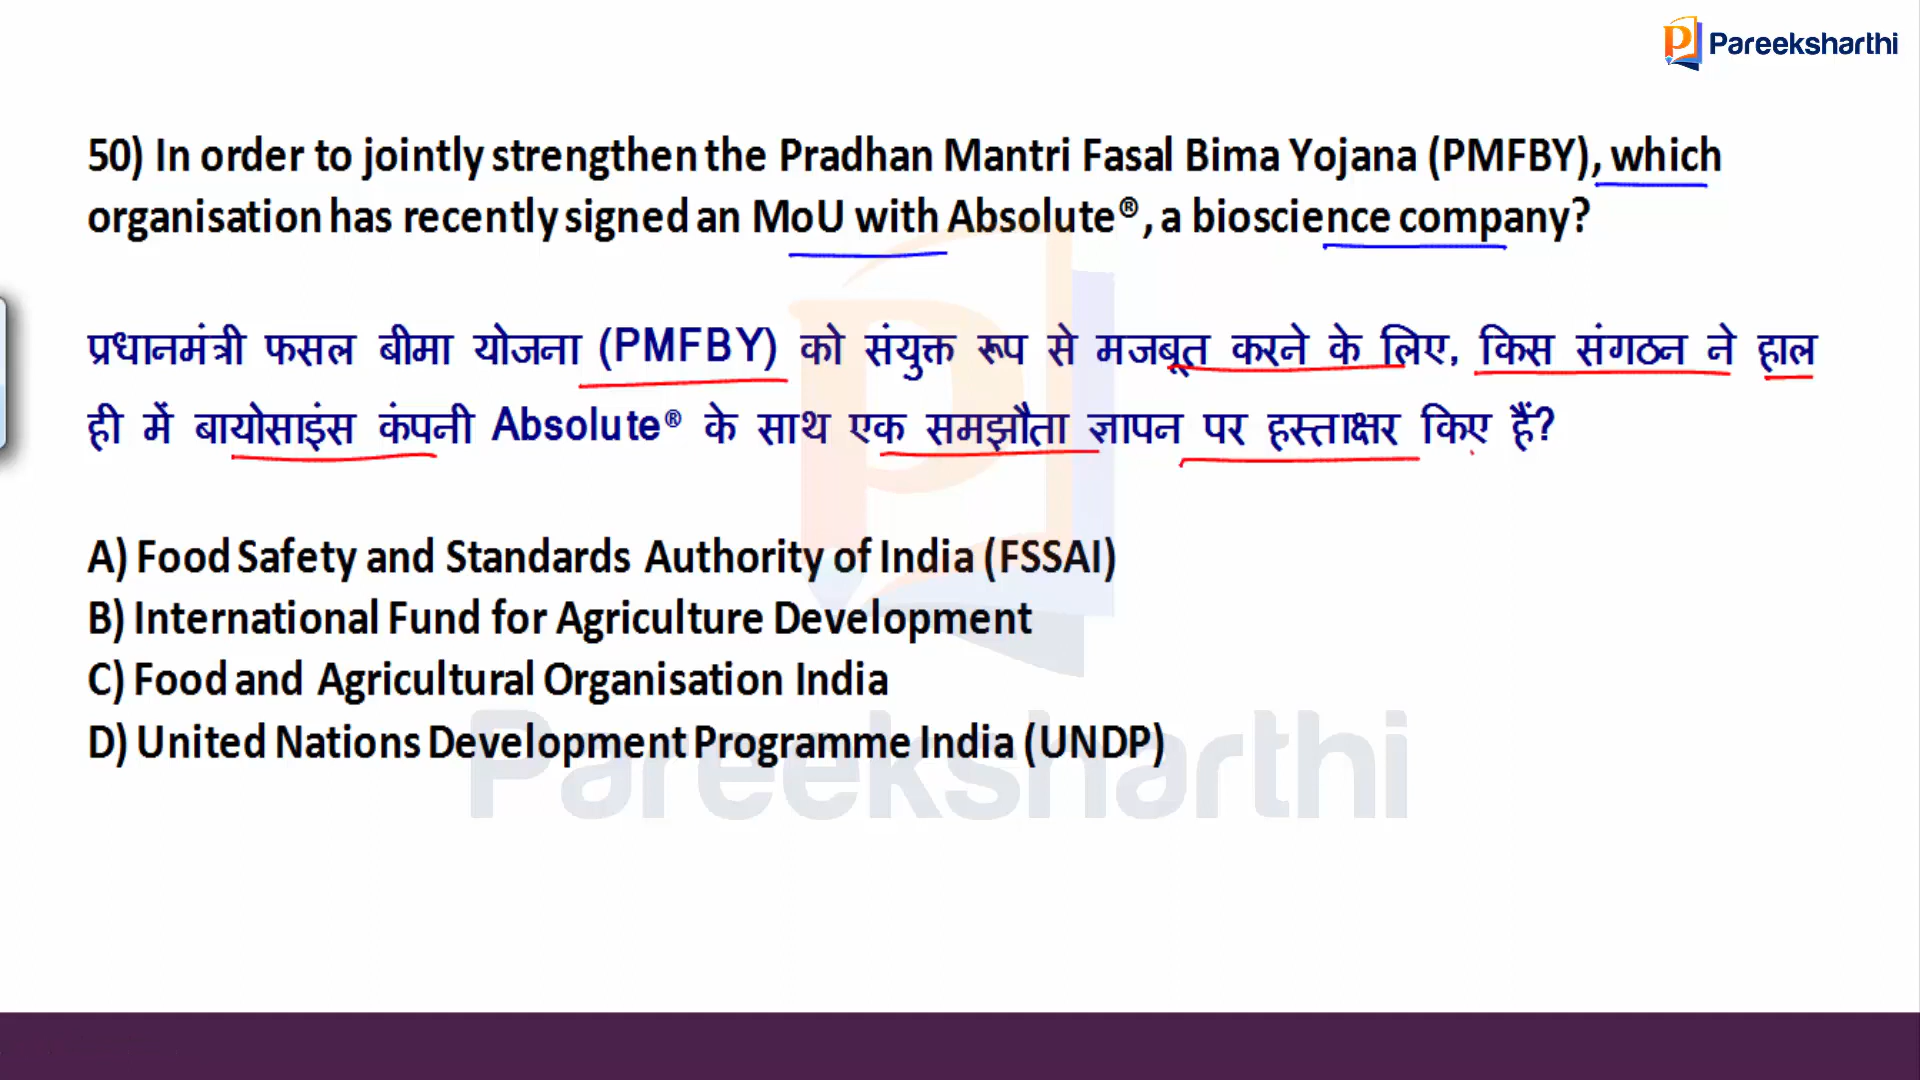 Pareeksharthi
50) In order to jointly strengthen the Pradhan Mantri Fasal Bima Yojana (PMFBY), which
organisation has recently signed an MoU with Absolute®, a bioscience company?
प्रधानमंत्री फसल बीमा योजना (PMFBY) को संयुक्त रूप से मजबूत करने के लिए, किस संगठन ने हाल
ही में बायोसाइंस कंपनी Absolute® के साथ एक समझौता ज्ञापन पर हस्ताक्षर किए हैं?
A) Food Safety and Standards Authority of India (FSSAI)
B) International Fund for Agriculture Development
C) Food and Agricultural Organisation India
D) United Nations Development Programme India (UNDP)
Pareeksharthi